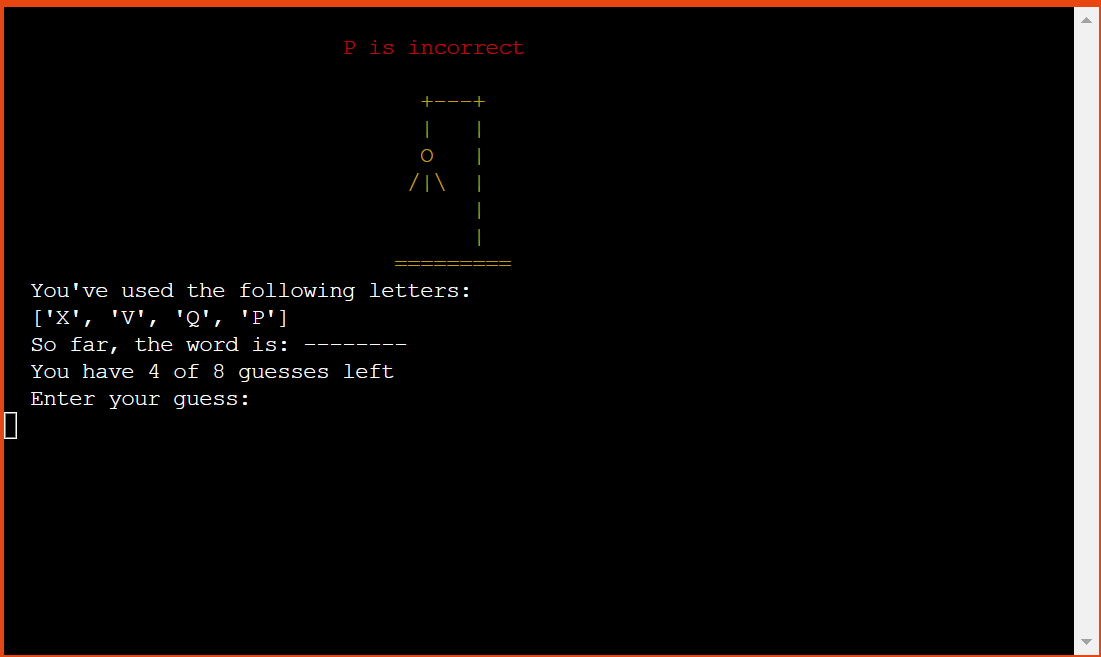 P is incorrect
+---+
|   |
O   |
/|\  |
|
|
=========
You've used the following letters:
['X', 'V', 'Q', 'P']
So far, the word is: --------
You have 4 of 8 guesses left
Enter your guess: